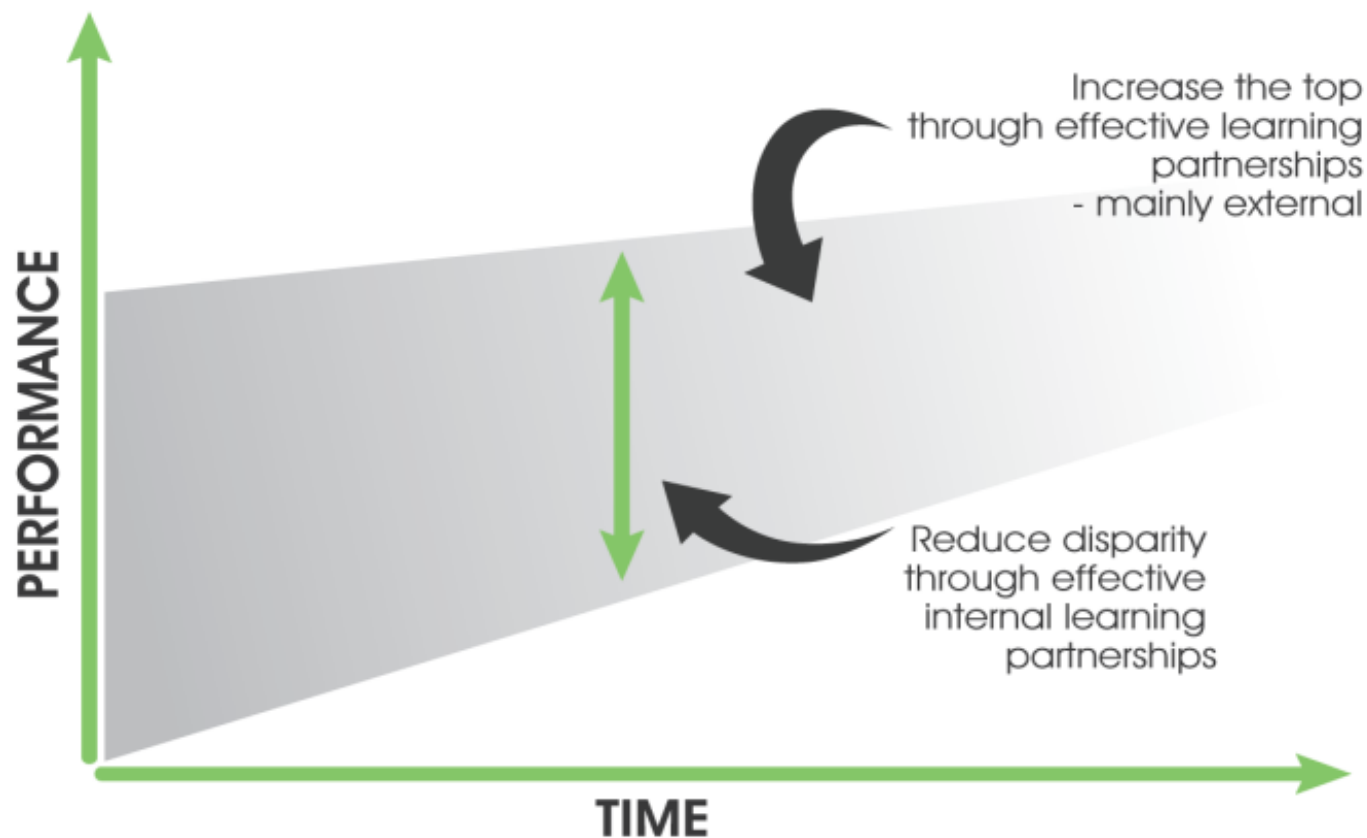 Increase the top
through effective learning
partnerships
- mainly external
PERFORMANCE
Reduce disparity
through effective
internal learning
partnerships
TIME